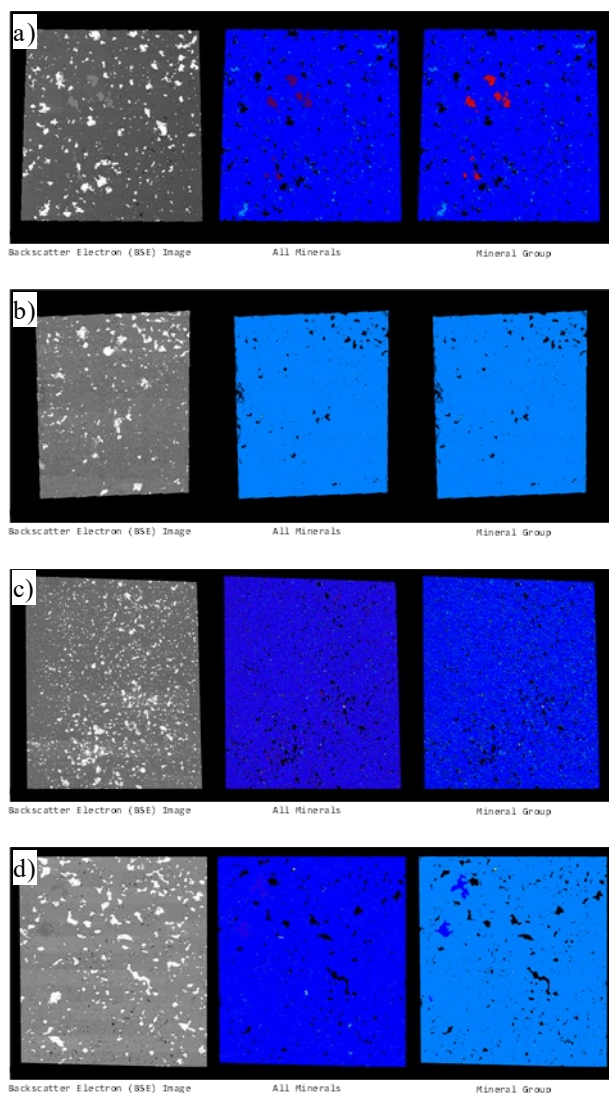 a)
Backscatter Electron (BSE) Image All Minerals Mineral Group
b)
Backscatter Electron (BSE) Image All Minerals Mineral Group
c)
Backscatter Electron (BSE) Image All Minerals Mineral Group
d)
Backscatter Electron (BSE) Image All Minerals Mineral Group